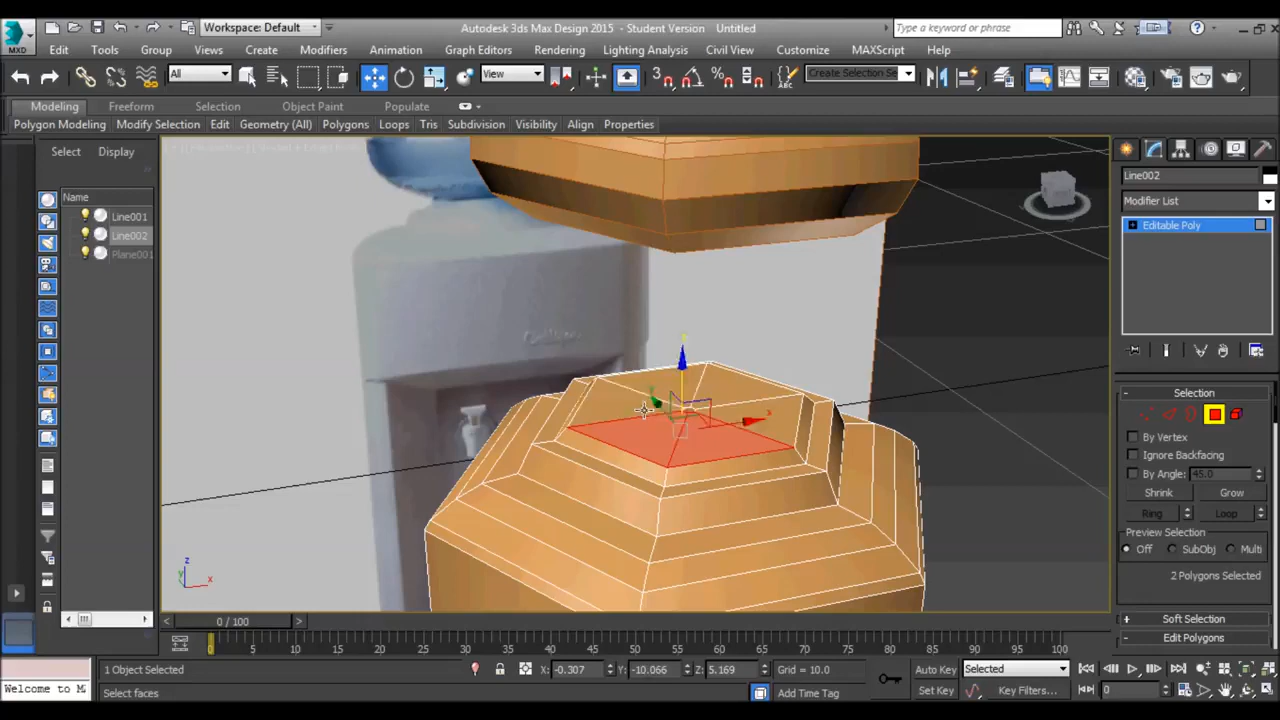 MXD
Workspace: Default
Autodesk 3ds Max Design 2015 - Student Version Untitled
Type a keyword or phrase
Edit Tools Group Views Create Modifiers Animation Graph Editors Rendering Lighting Analysis Civil View Customize MAXScript Help
All
View
3
Create Selection Se
Modeling Freeform Selection Object Paint Populate
Polygon Modeling Modify Selection Edit Geometry (All) Polygons Loops Tris Subdivision Visibility Align Properties
Select Display
Name
Line001
Line002
Plane001
x
z
y
x
Line002
Modifier List
Editable Poly
- Selection
By Vertex
Ignore Backfacing
By Angle: 45.0
Shrink Grow
Ring Loop
Preview Selection
Off SubObj Multi
2 Polygons Selected
+ Soft Selection
- Edit Polygons
< 0 / 100 >
0 5 10 15 20 25 30 35 40 45 50 55 60 65 70 75 80 85 90 95 100
1 Object Selected
X: -0.307 Y: -10.066 Z: 5.169 Grid = 10.0
Auto Key Selected
Welcome to M
Select faces
Add Time Tag
Set Key Key Filters... 0